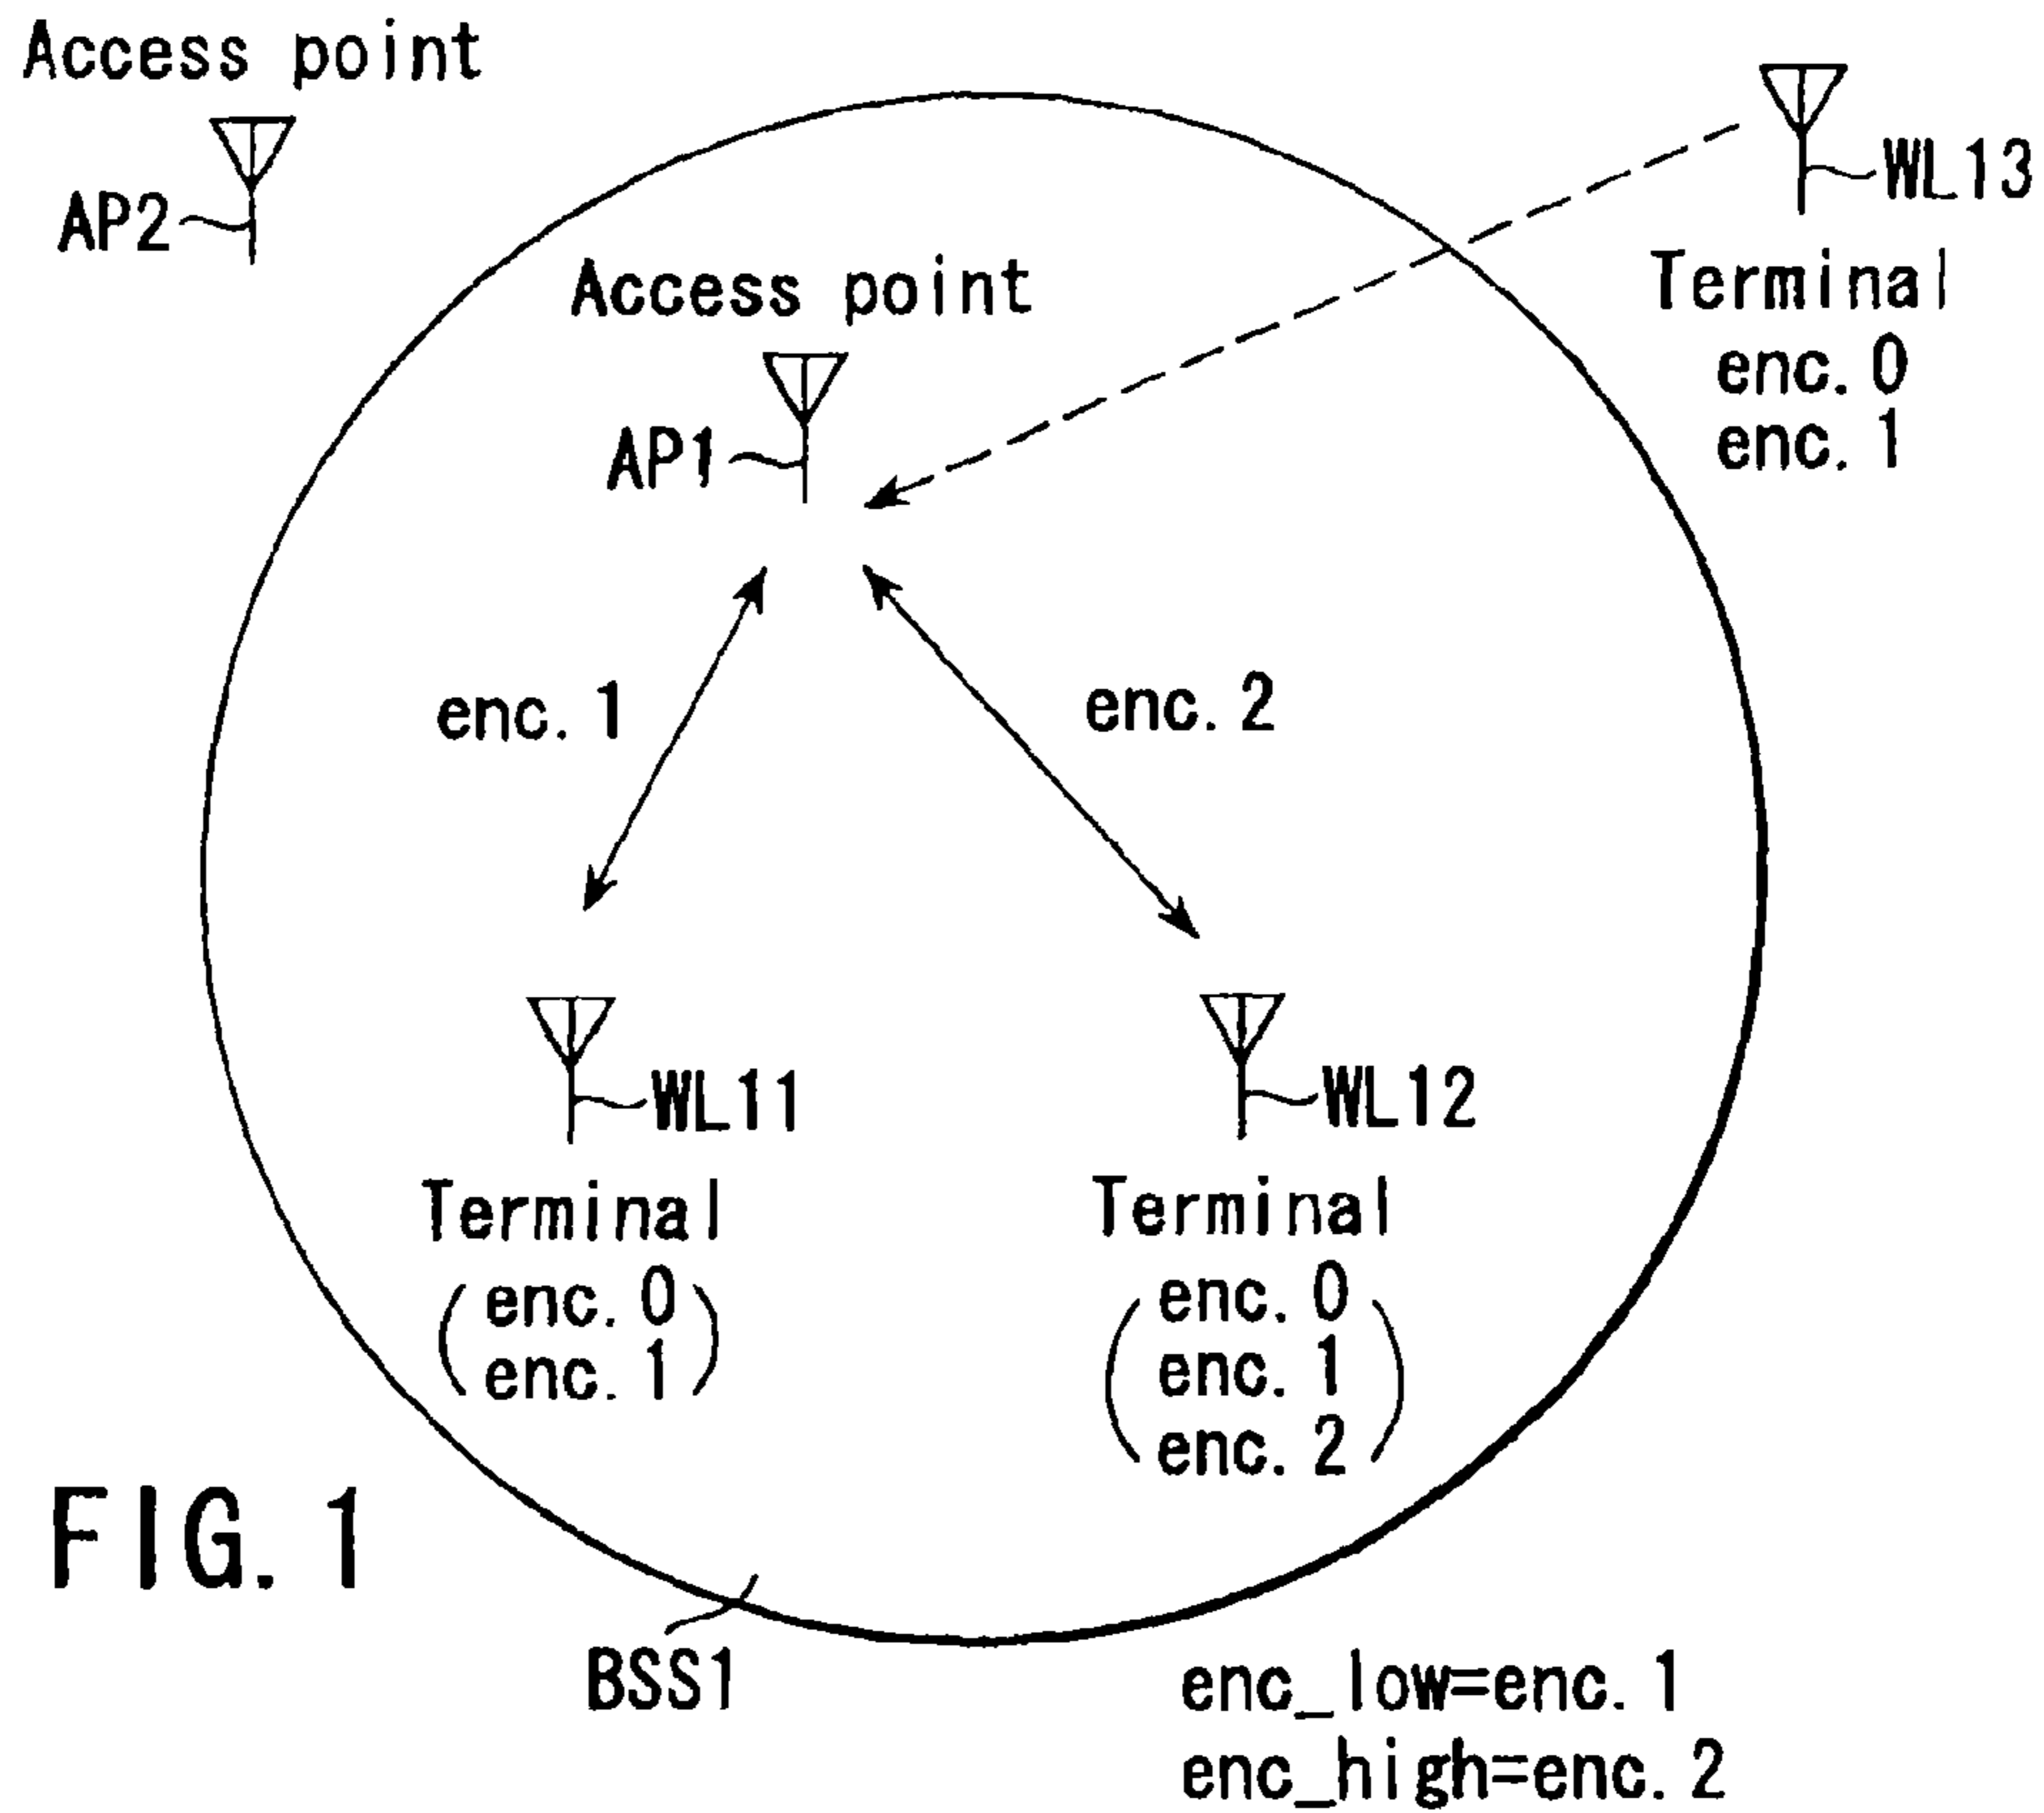 Access point
AP2
WL13
Terminal
enc. 0
enc. 1
Access point
AP1
enc. 1
enc. 2
WL11
Terminal
enc. 0
enc. 1
WL12
Terminal
enc. 0
enc. 1
enc. 2
FIG. 1
BSS1
enc_low=enc. 1
enc_high=enc. 2